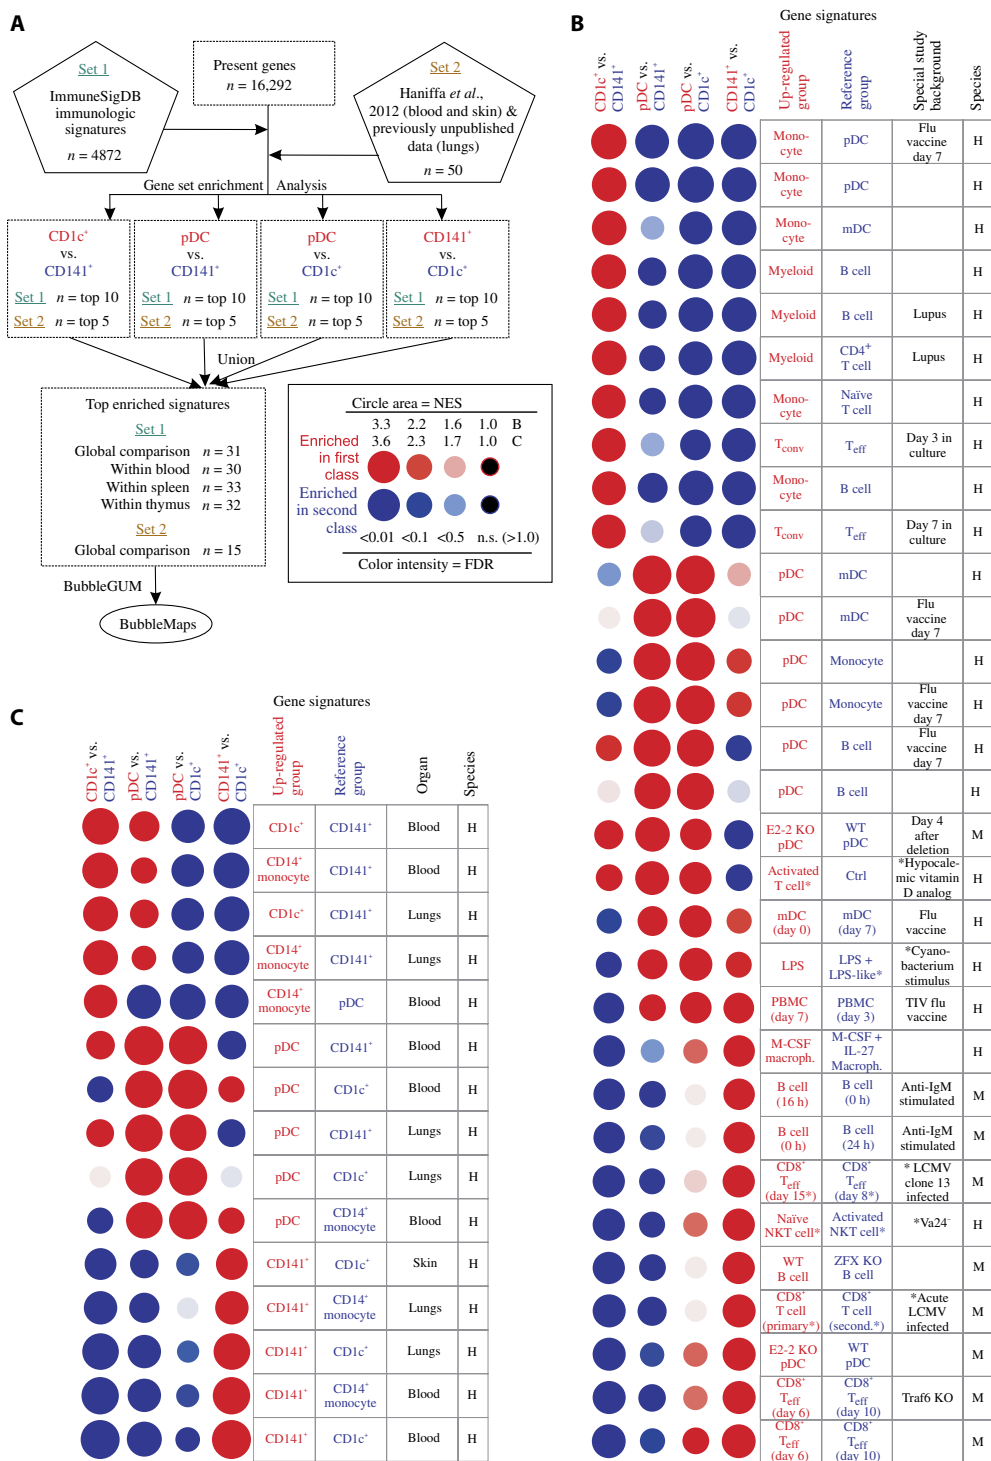 A
Set 1
ImmuneSigDB
immunologic
signatures
n = 4872
Present genes
n = 16,292
Set 2
Haniffa et al.,
2012 (blood and skin) &
previously unpublished
data (lungs)
n = 50
Gene set enrichment Analysis
CD1c⁺
vs.
CD141⁺
Set 1 n = top 10
Set 2 n = top 5
pDC
vs.
CD141⁺
Set 1 n = top 10
Set 2 n = top 5
pDC
vs.
CD1c⁺
Set 1 n = top 10
Set 2 n = top 5
CD141⁺
vs.
CD1c⁺
Set 1 n = top 10
Set 2 n = top 5
Union
Top enriched signatures
Set 1
Global comparison n = 31
Within blood n = 30
Within spleen n = 33
Within thymus n = 32
Set 2
Global comparison n = 15
BubbleGUM
BubbleMaps
Circle area = NES
3.3 2.2 1.6 1.0 B
3.6 2.3 1.7 1.0 C
Enriched
in first
class
Enriched
in second
class
<0.01 <0.1 <0.5 n.s. (>1.0)
Color intensity = FDR
B
Gene signatures
CD1c⁺ vs.
CD141⁺
pDC vs.
CD141⁺
pDC vs.
CD1c⁺
CD141⁺ vs.
CD1c⁺
Up-regulated
group
Reference
group
Special study
background
Species
Mono-
cyte
pDC
Flu
vaccine
day 7
H
Mono-
cyte
pDC
H
Mono-
cyte
mDC
H
Myeloid
B cell
H
Myeloid
B cell
Lupus
H
Myeloid
CD4⁺
T cell
Lupus
H
Mono-
cyte
Naïve
T cell
H
Tconv
Teff
Day 3 in
culture
H
Mono-
cyte
B cell
H
Tconv
Teff
Day 7 in
culture
H
pDC
mDC
H
pDC
mDC
Flu
vaccine
day 7
pDC
Monocyte
H
pDC
Monocyte
Flu
vaccine
day 7
H
pDC
B cell
Flu
vaccine
day 7
H
pDC
B cell
H
E2-2 KO
pDC
WT
pDC
Day 4
after
deletion
M
Activated
T cell*
Ctrl
*Hypocale-
mic vitamin
D analog
H
mDC
(day 0)
mDC
(day 7)
Flu
vaccine
H
LPS
LPS +
LPS-like*
*Cyano-
bacterium
stimulus
H
PBMC
(day 7)
PBMC
(day 3)
TIV flu
vaccine
H
M-CSF
macroph.
M-CSF +
IL-27
Macroph.
H
B cell
(16 h)
B cell
(0 h)
Anti-IgM
stimulated
M
B cell
(0 h)
B cell
(24 h)
Anti-IgM
stimulated
M
CD8⁺
Teff
(day 15*)
CD8⁺
Teff
(day 8*)
* LCMV
clone 13
infected
M
Naïve
NKT cell*
Activated
NKT cell*
*Va24⁻
H
WT
B cell
ZFX KO
B cell
M
CD8⁺
T cell
(primary*)
CD8⁺
T cell
(second.*)
*Acute
LCMV
infected
M
E2-2 KO
pDC
WT
pDC
M
CD8⁺
Teff
(day 6)
CD8⁺
Teff
(day 10)
Traf6 KO
M
CD8⁺
Teff
(day 6)
CD8⁺
Teff
(day 10)
M
C
Gene signatures
CD1c⁺ vs.
CD141⁺
pDC vs.
CD141⁺
pDC vs.
CD1c⁺
CD141⁺ vs.
CD1c⁺
Up-regulated
group
Reference
group
Organ
Species
CD1c⁺
CD141⁺
Blood
H
CD14⁺
monocyte
CD141⁺
Blood
H
CD1c⁺
CD141⁺
Lungs
H
CD14⁺
monocyte
CD141⁺
Lungs
H
CD14⁺
monocyte
pDC
Blood
H
pDC
CD141⁺
Blood
H
pDC
CD1c⁺
Blood
H
pDC
CD141⁺
Lungs
H
pDC
CD1c⁺
Lungs
H
pDC
CD14⁺
monocyte
Blood
H
CD141⁺
CD1c⁺
Skin
H
CD141⁺
CD14⁺
monocyte
Lungs
H
CD141⁺
CD1c⁺
Lungs
H
CD141⁺
CD14⁺
monocyte
Blood
H
CD141⁺
CD1c⁺
Blood
H